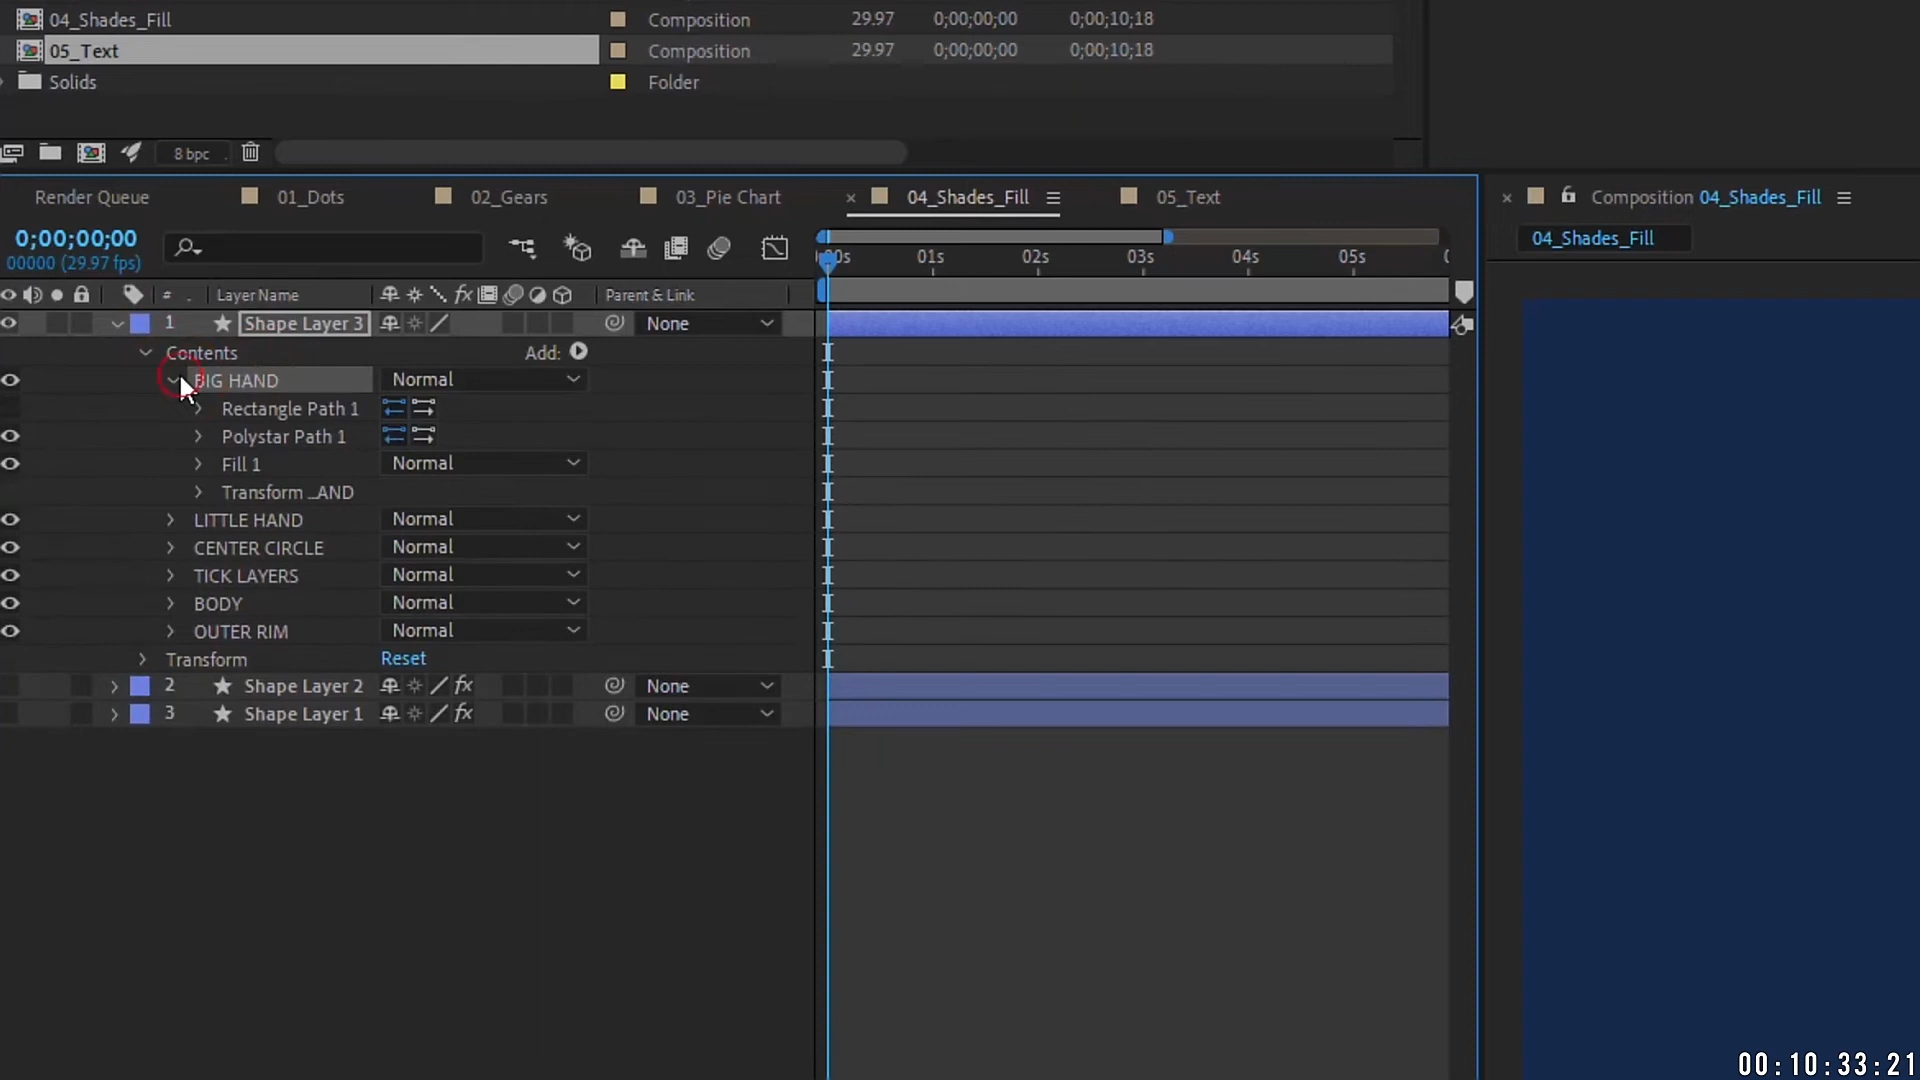 04_Shades_Fill Composition 29.97 0;00;00;00 0;00;10;18
05_Text Composition 29.97 0;00;00;00 0;00;10;18
Solids Folder
8 bpc
Render Queue 01_Dots 02_Gears 03_Pie Chart × 04_Shades_Fill 05_Text × Composition 04_Shades_Fill
0;00;00;00
00000 (29.97 fps)
04_Shades_Fill
01s 02s 03s 04s 05s
# Layer Name fx Parent & Link
1 Shape Layer 3 None
Contents Add:
BIG HAND Normal
Rectangle Path 1
Polystar Path 1
Fill 1 Normal
Transform ...AND
LITTLE HAND Normal
CENTER CIRCLE Normal
TICK LAYERS Normal
BODY Normal
OUTER RIM Normal
Transform Reset
2 Shape Layer 2 fx None
3 Shape Layer 1 fx None
00:10:33:21